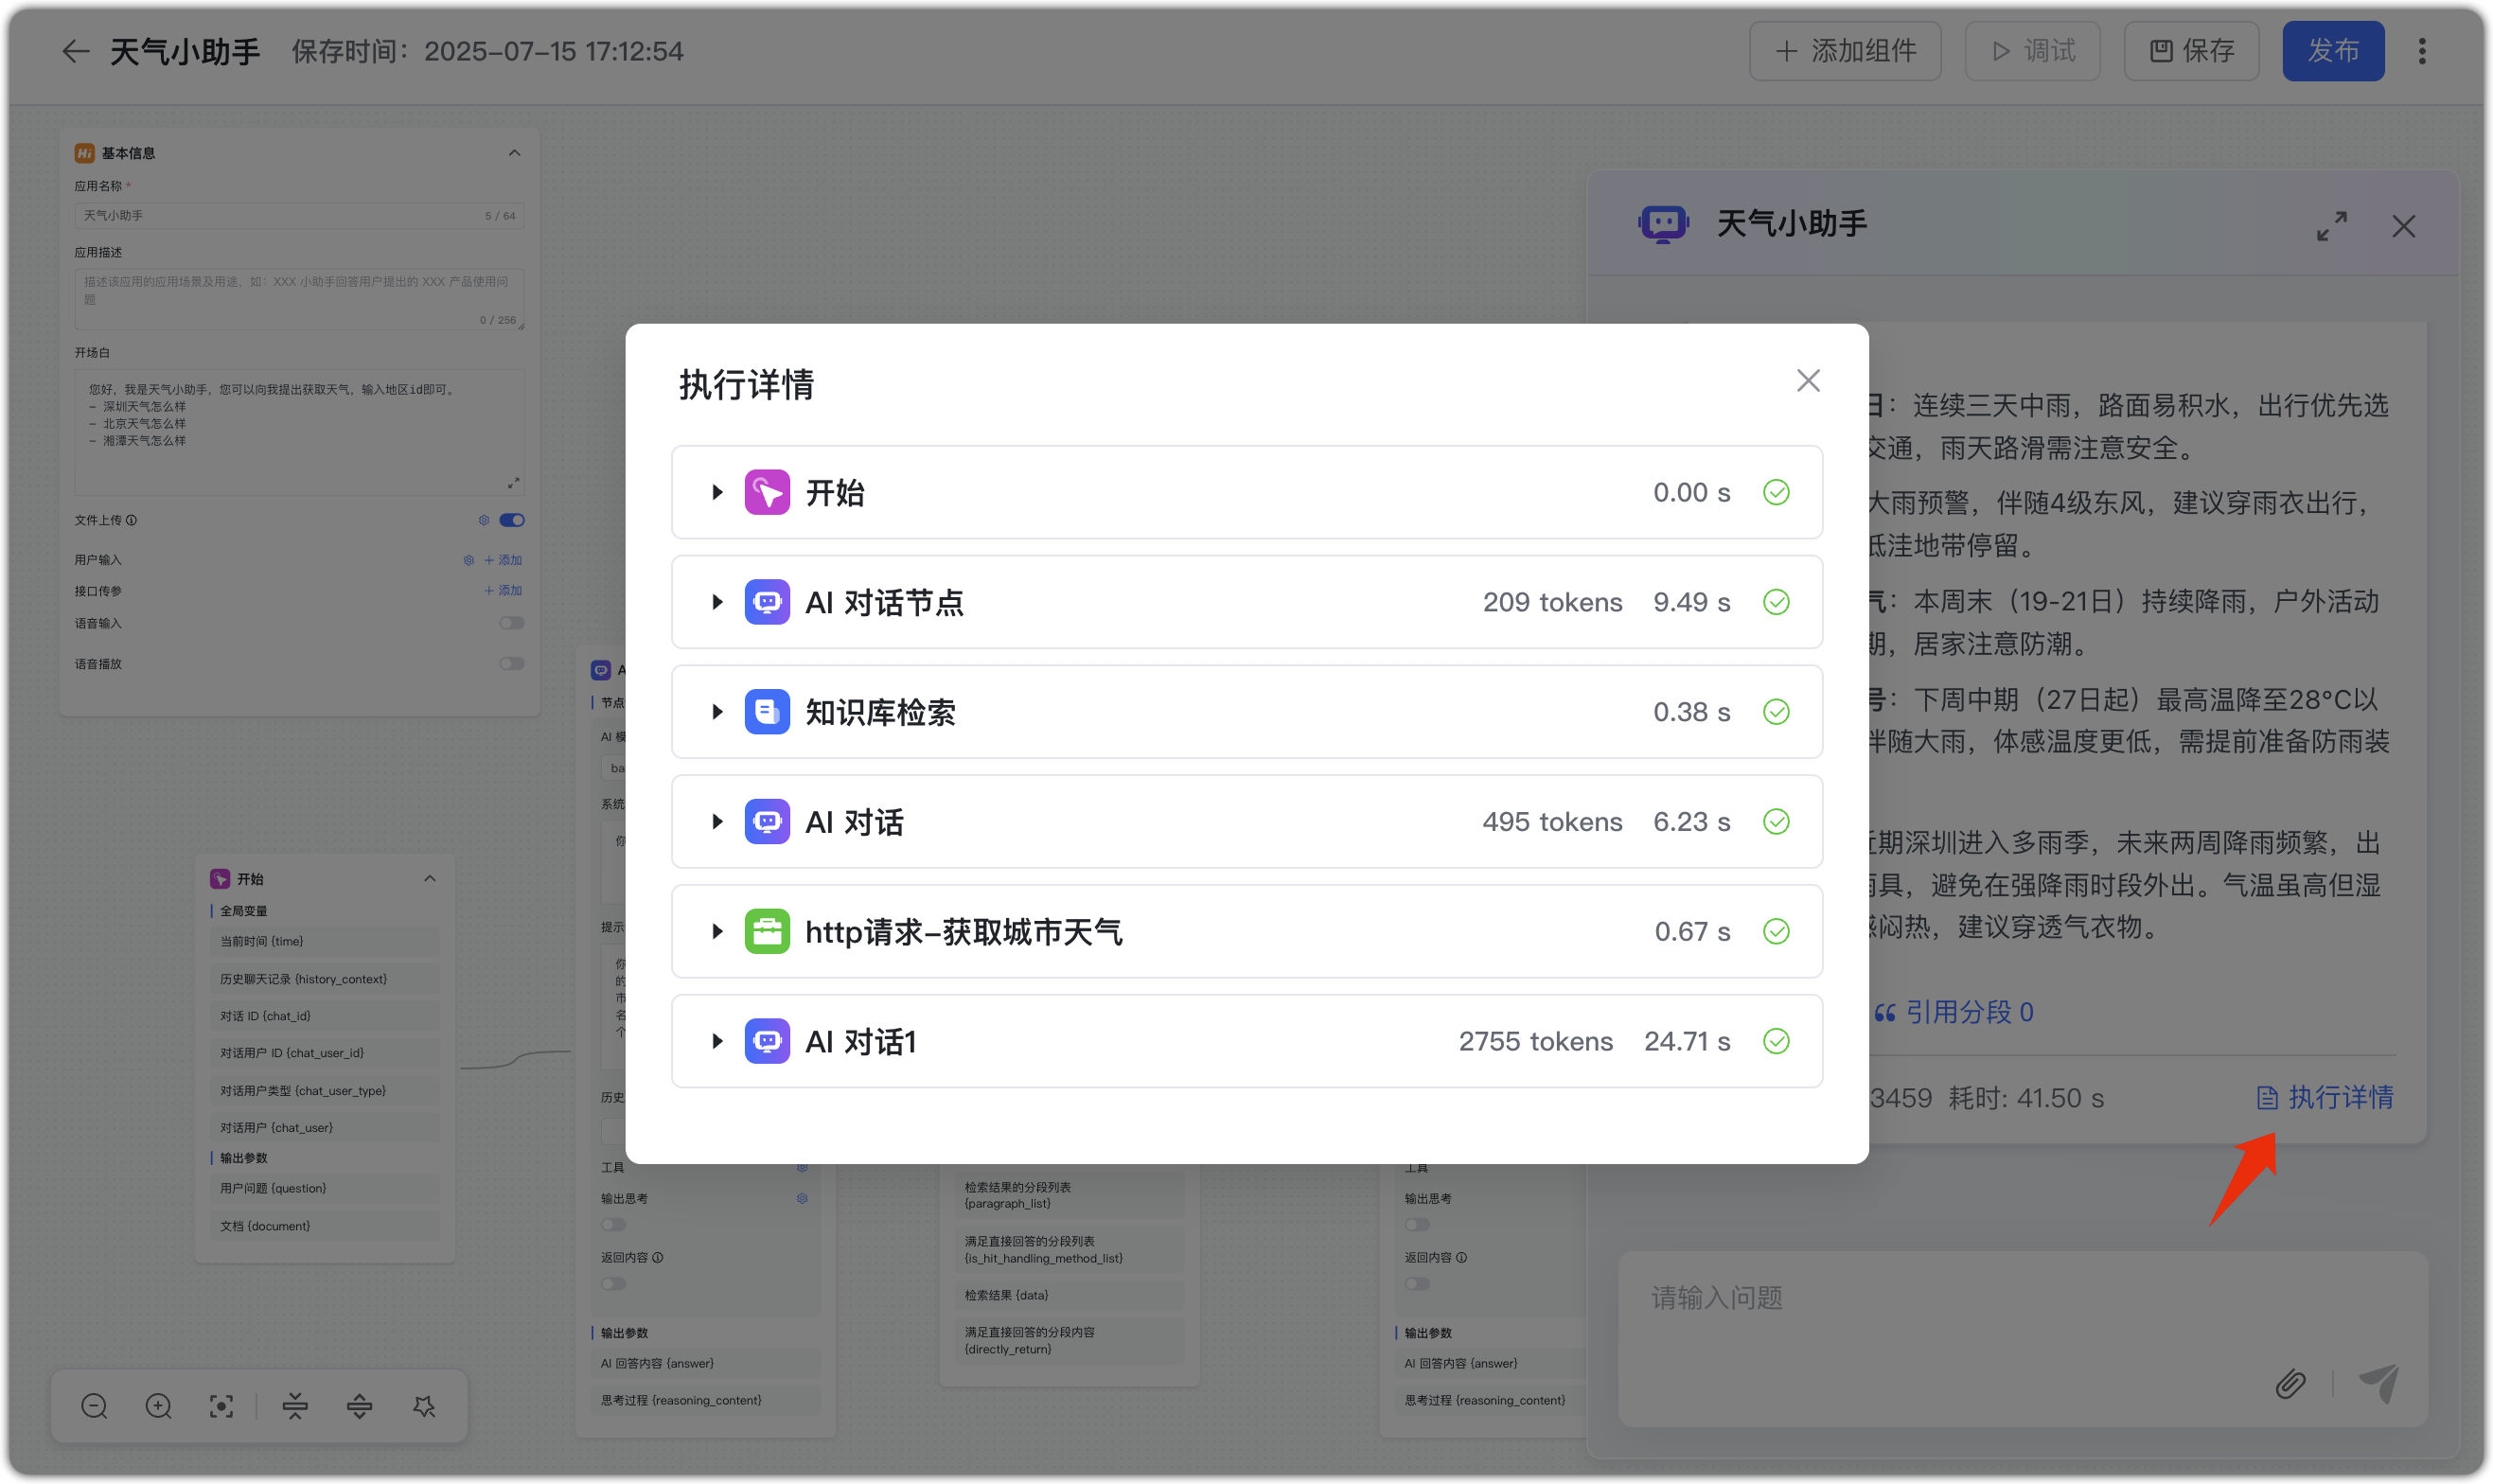 天气小助手 保存时间：2025-07-15 17:12:54
添加组件 调试 保存 发布
Hi 基本信息
应用名称 *
天气小助手 5 / 64
应用描述
描述该应用的应用场景及用途，如：XXX 小助手回答用户提出的 XXX 产品使用问
题
0 / 256
开场白
您好，我是天气小助手，您可以向我提出获取天气，输入地区id即可。
- 深圳天气怎么样
- 北京天气怎么样
- 湘潭天气怎么样
文件上传
用户输入 添加
接口传参 添加
语音输入
语音播放
开始
全局变量
当前时间 {time}
历史聊天记录 {history_context}
对话 ID {chat_id}
对话用户 ID {chat_user_id}
对话用户类型 {chat_user_type}
对话用户 {chat_user}
输出参数
用户问题 {question}
文档 {document}
A
节点
AI 模
ba
系统
你
提示
你
的
市
名
个
历史
工具
输出思考
返回内容
输出参数
AI 回答内容 {answer}
思考过程 {reasoning_content}
检索结果的分段列表
{paragraph_list}
满足直接回答的分段列表
{is_hit_handling_method_list}
检索结果 {data}
满足直接回答的分段内容
{directly_return}
工具
输出思考
返回内容
输出参数
AI 回答内容 {answer}
思考过程 {reasoning_content}
执行详情
开始 0.00 s
AI 对话节点 209 tokens 9.49 s
知识库检索 0.38 s
AI 对话 495 tokens 6.23 s
http请求-获取城市天气 0.67 s
AI 对话1 2755 tokens 24.71 s
天气小助手
日：连续三天中雨，路面易积水，出行优先选
交通，雨天路滑需注意安全。
大雨预警，伴随4级东风，建议穿雨衣出行，
低洼地带停留。
气：本周末（19-21日）持续降雨，户外活动
期，居家注意防潮。
号：下周中期（27日起）最高温降至28°C以
伴随大雨，体感温度更低，需提前准备防雨装
近期深圳进入多雨季，未来两周降雨频繁，出
雨具，避免在强降雨时段外出。气温虽高但湿
感闷热，建议穿透气衣物。
引用分段 0
3459 耗时: 41.50 s 执行详情
请输入问题